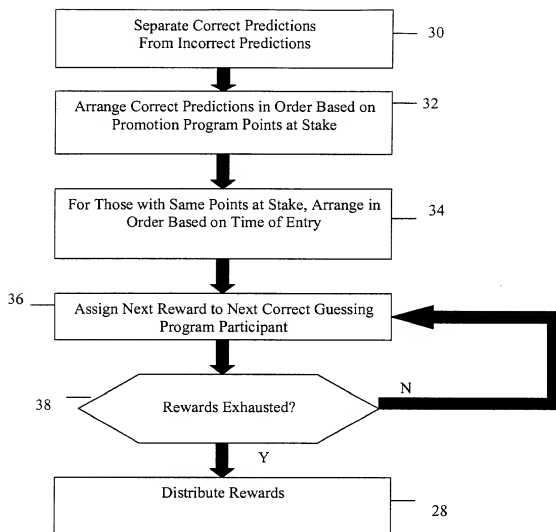 Separate Correct Predictions
From Incorrect Predictions
30
Arrange Correct Predictions in Order Based on
Promotion Program Points at Stake
32
For Those with Same Points at Stake, Arrange in
Order Based on Time of Entry
34
36
Assign Next Reward to Next Correct Guessing
Program Participant
38
Rewards Exhausted?
N
Y
Distribute Rewards
28